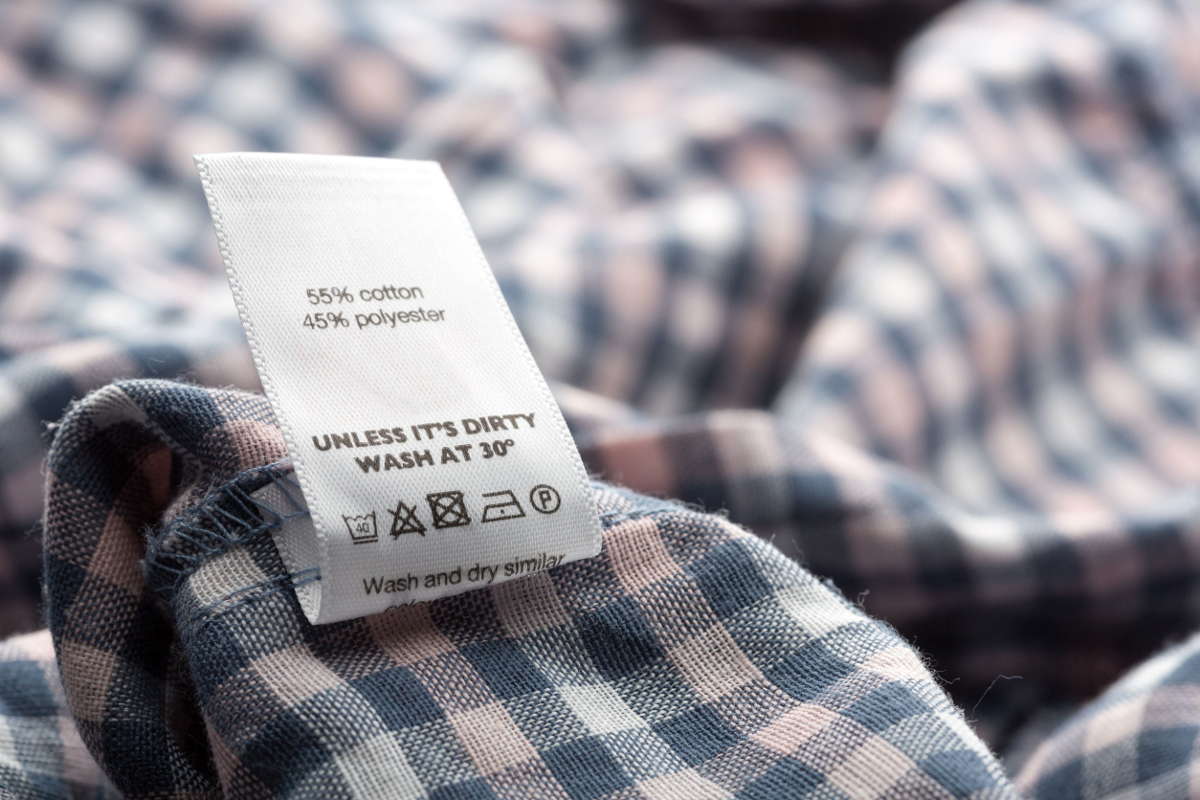 55% cotton
45% polyester
UNLESS IT'S DIRTY
WASH AT 30°
40 P
Wash and dry similar